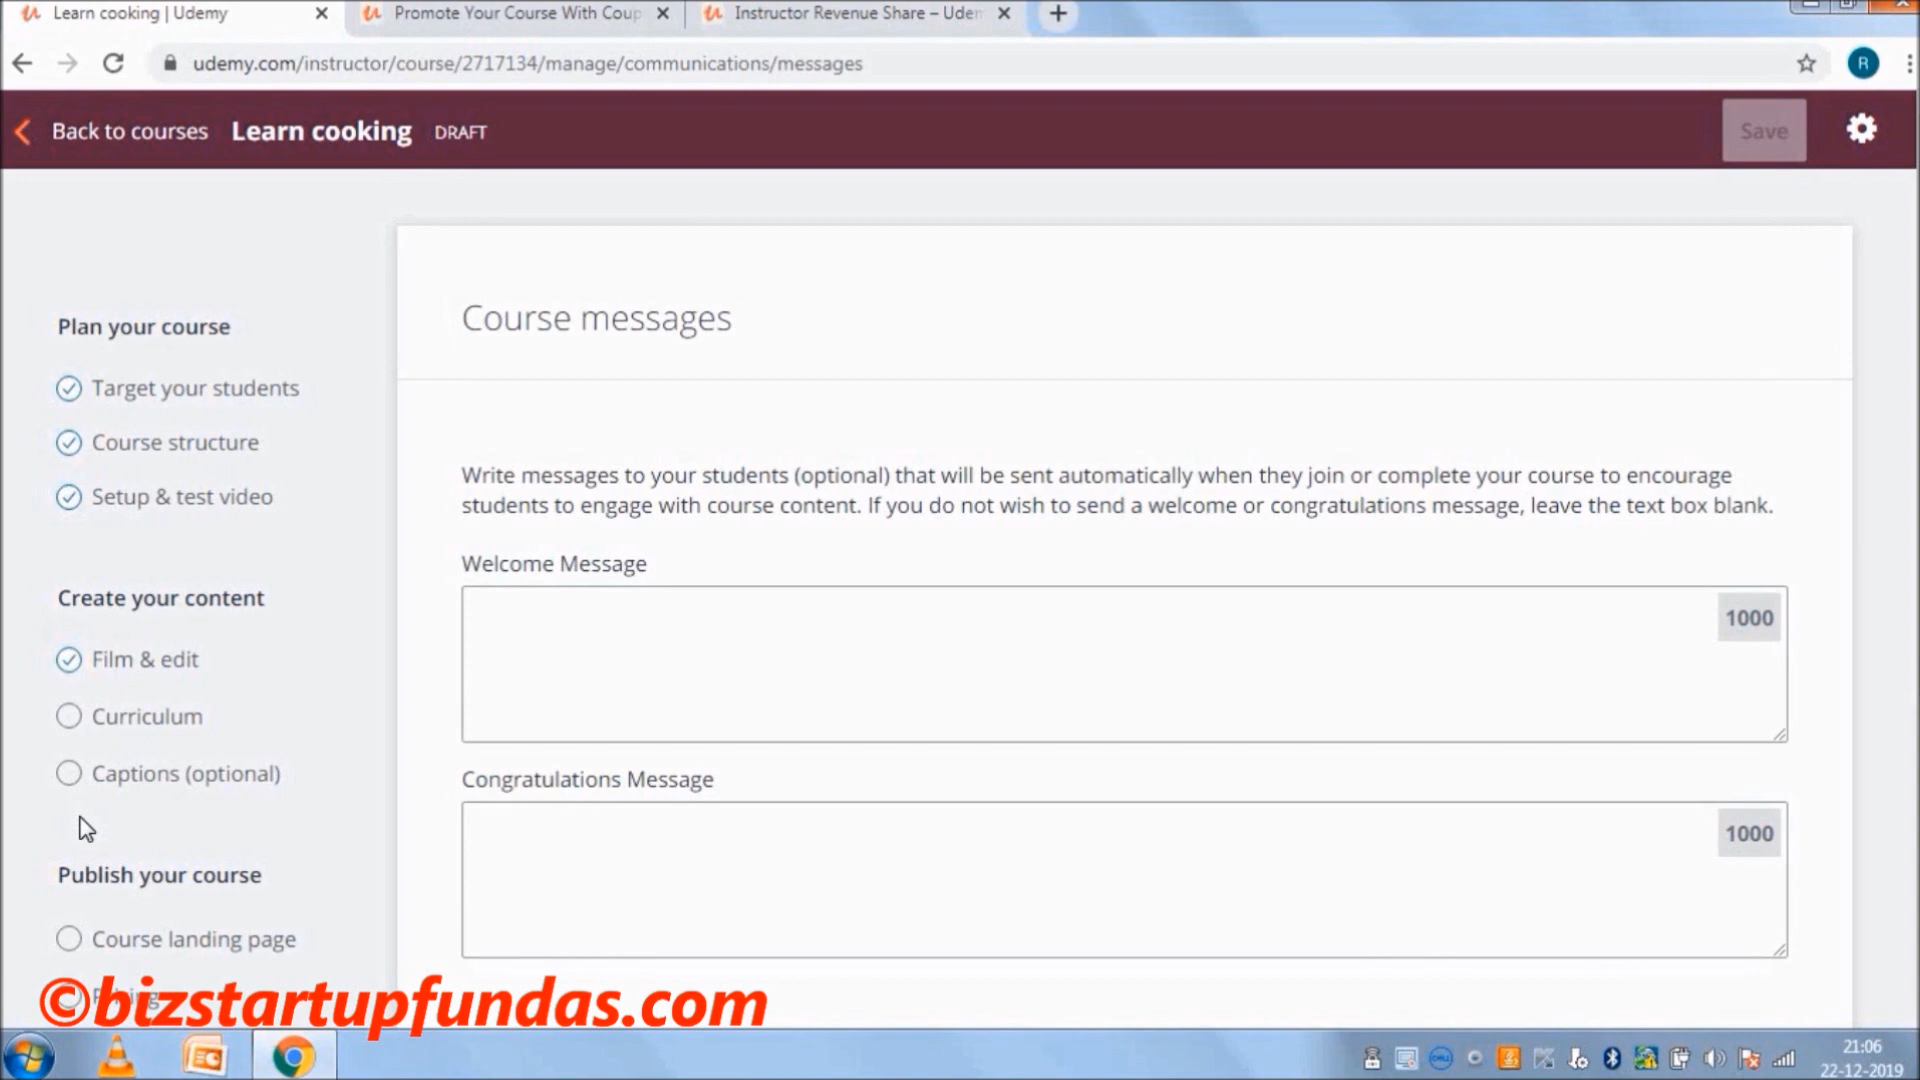 Learn cooking | Udemy
Promote Your Course With Coup
Instructor Revenue Share – Uden
udemy.com/instructor/course/2717134/manage/communications/messages
R
Back to courses
Learn cooking
DRAFT
Save
Plan your course
Target your students
Course structure
Setup & test video
Create your content
Film & edit
Curriculum
Captions (optional)
Publish your course
Course landing page
Course messages
Write messages to your students (optional) that will be sent automatically when they join or complete your course to encourage
students to engage with course content. If you do not wish to send a welcome or congratulations message, leave the text box blank.
Welcome Message
1000
Congratulations Message
1000
©bizstartupfundas.com
21:06
22-12-2019